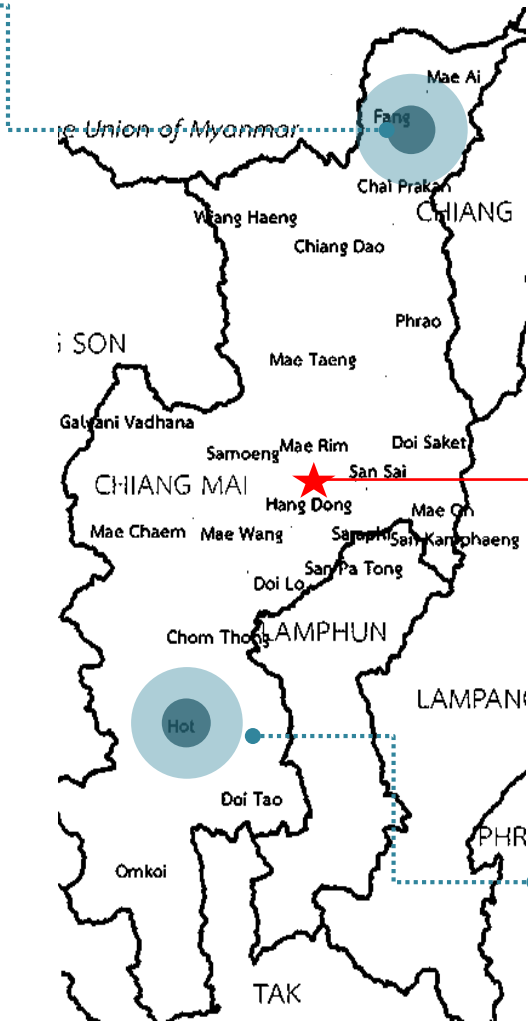 Mae Ai
Fang
e Union of Myanmar
Chai Prakan
CHIANG
Wiang Haeng
Chiang Dao
Phrao
SON
Mae Taeng
Galyani Vadhana
Samoeng
Mae Rim
Doi Saket
San Sai
CHIANG MAI
Hang Dong
Mae On
Mae Chaem
Mae Wang
Saraphi
San Kamphaeng
San Pa Tong
Doi Lo
Chom Thong
LAMPHUN
LAMPANG
Hot
Doi Tao
PHR
Omkoi
TAK